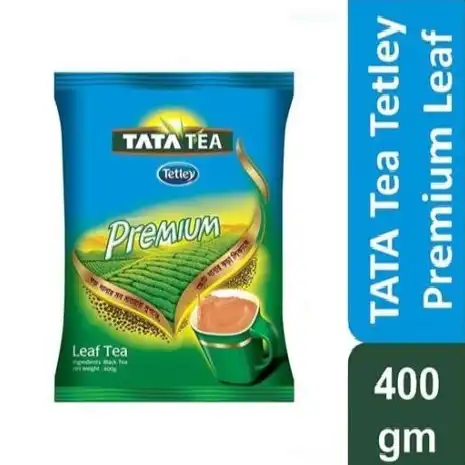 TATA TEA
Tetley
Premium
Leaf Tea
Ingredients: Black Tea
net weight: 400g
TATA Tea Tetley
Premium Leaf
400
gm